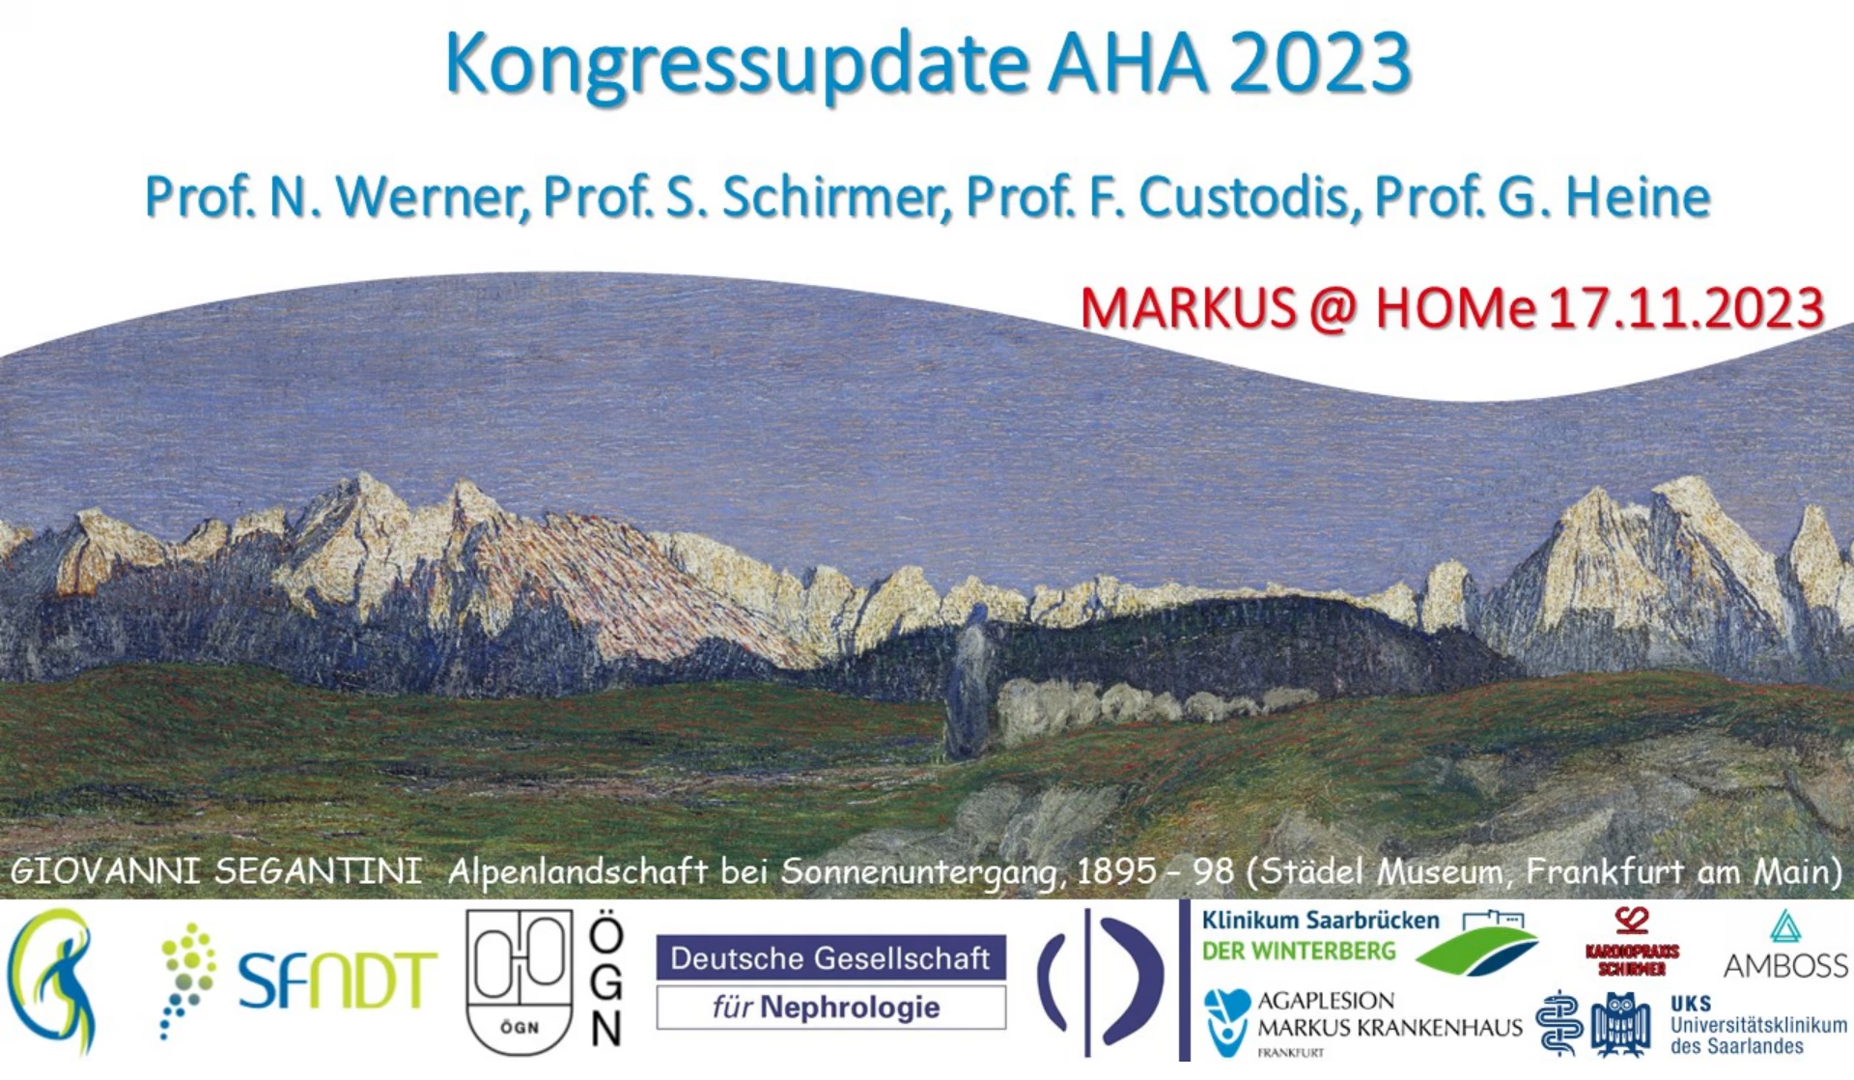 Kongressupdate AHA 2023
Prof. N. Werner, Prof. S. Schirmer, Prof. F. Custodis, Prof. G. Heine
MARKUS @ HOMe 17.11.2023
GIOVANNI SEGANTINI Alpenlandschaft bei Sonnenuntergang, 1895 – 98 (Städel Museum, Frankfurt am Main)
SFNDT
ÖGN
ÖGN
Deutsche Gesellschaft
für Nephrologie
Klinikum Saarbrücken
DER WINTERBERG
KARDIOPRAXIS
SCHIRMER
AMBOSS
AGAPLESION
MARKUS KRANKENHAUS
FRANKFURT
UKS
Universitätsklinikum
des Saarlandes